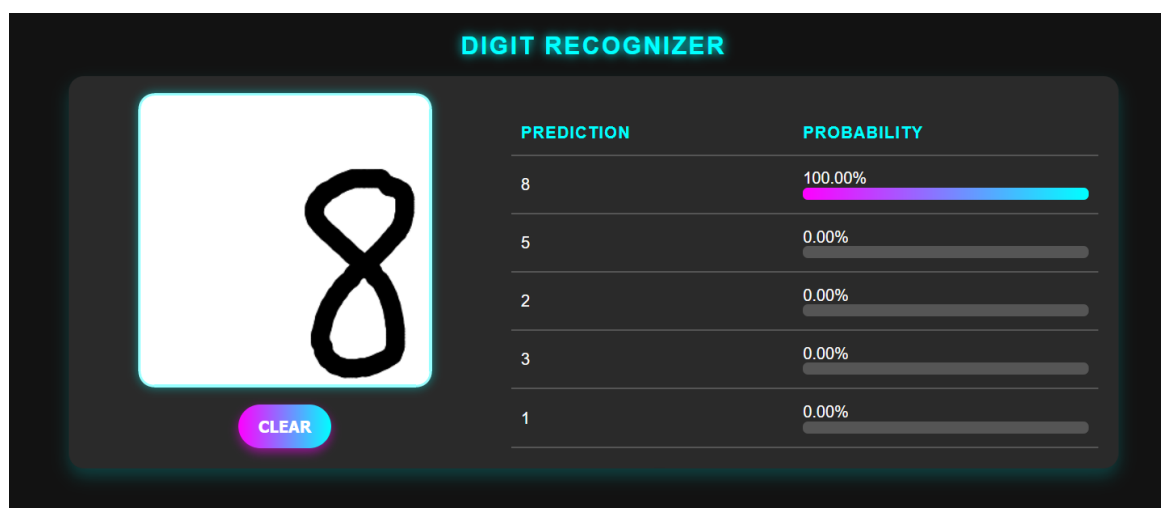 DIGIT RECOGNIZER
8
CLEAR
PREDICTION PROBABILITY
8 100.00%
5 0.00%
2 0.00%
3 0.00%
1 0.00%